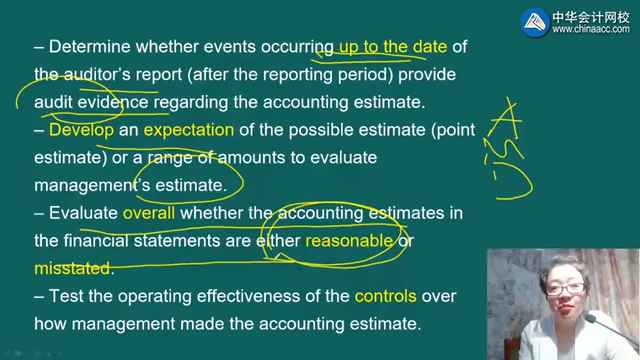 中华会计网校
www.chinaacc.com
– Determine whether events occurring up to the date of
the auditor's report (after the reporting period) provide
audit evidence regarding the accounting estimate.
– Develop an expectation of the possible estimate (point
estimate) or a range of amounts to evaluate
management's estimate.
– Evaluate overall whether the accounting estimates in
the financial statements are either reasonable or
misstated.
– Test the operating effectiveness of the controls over
how management made the accounting estimate.
A
M
D